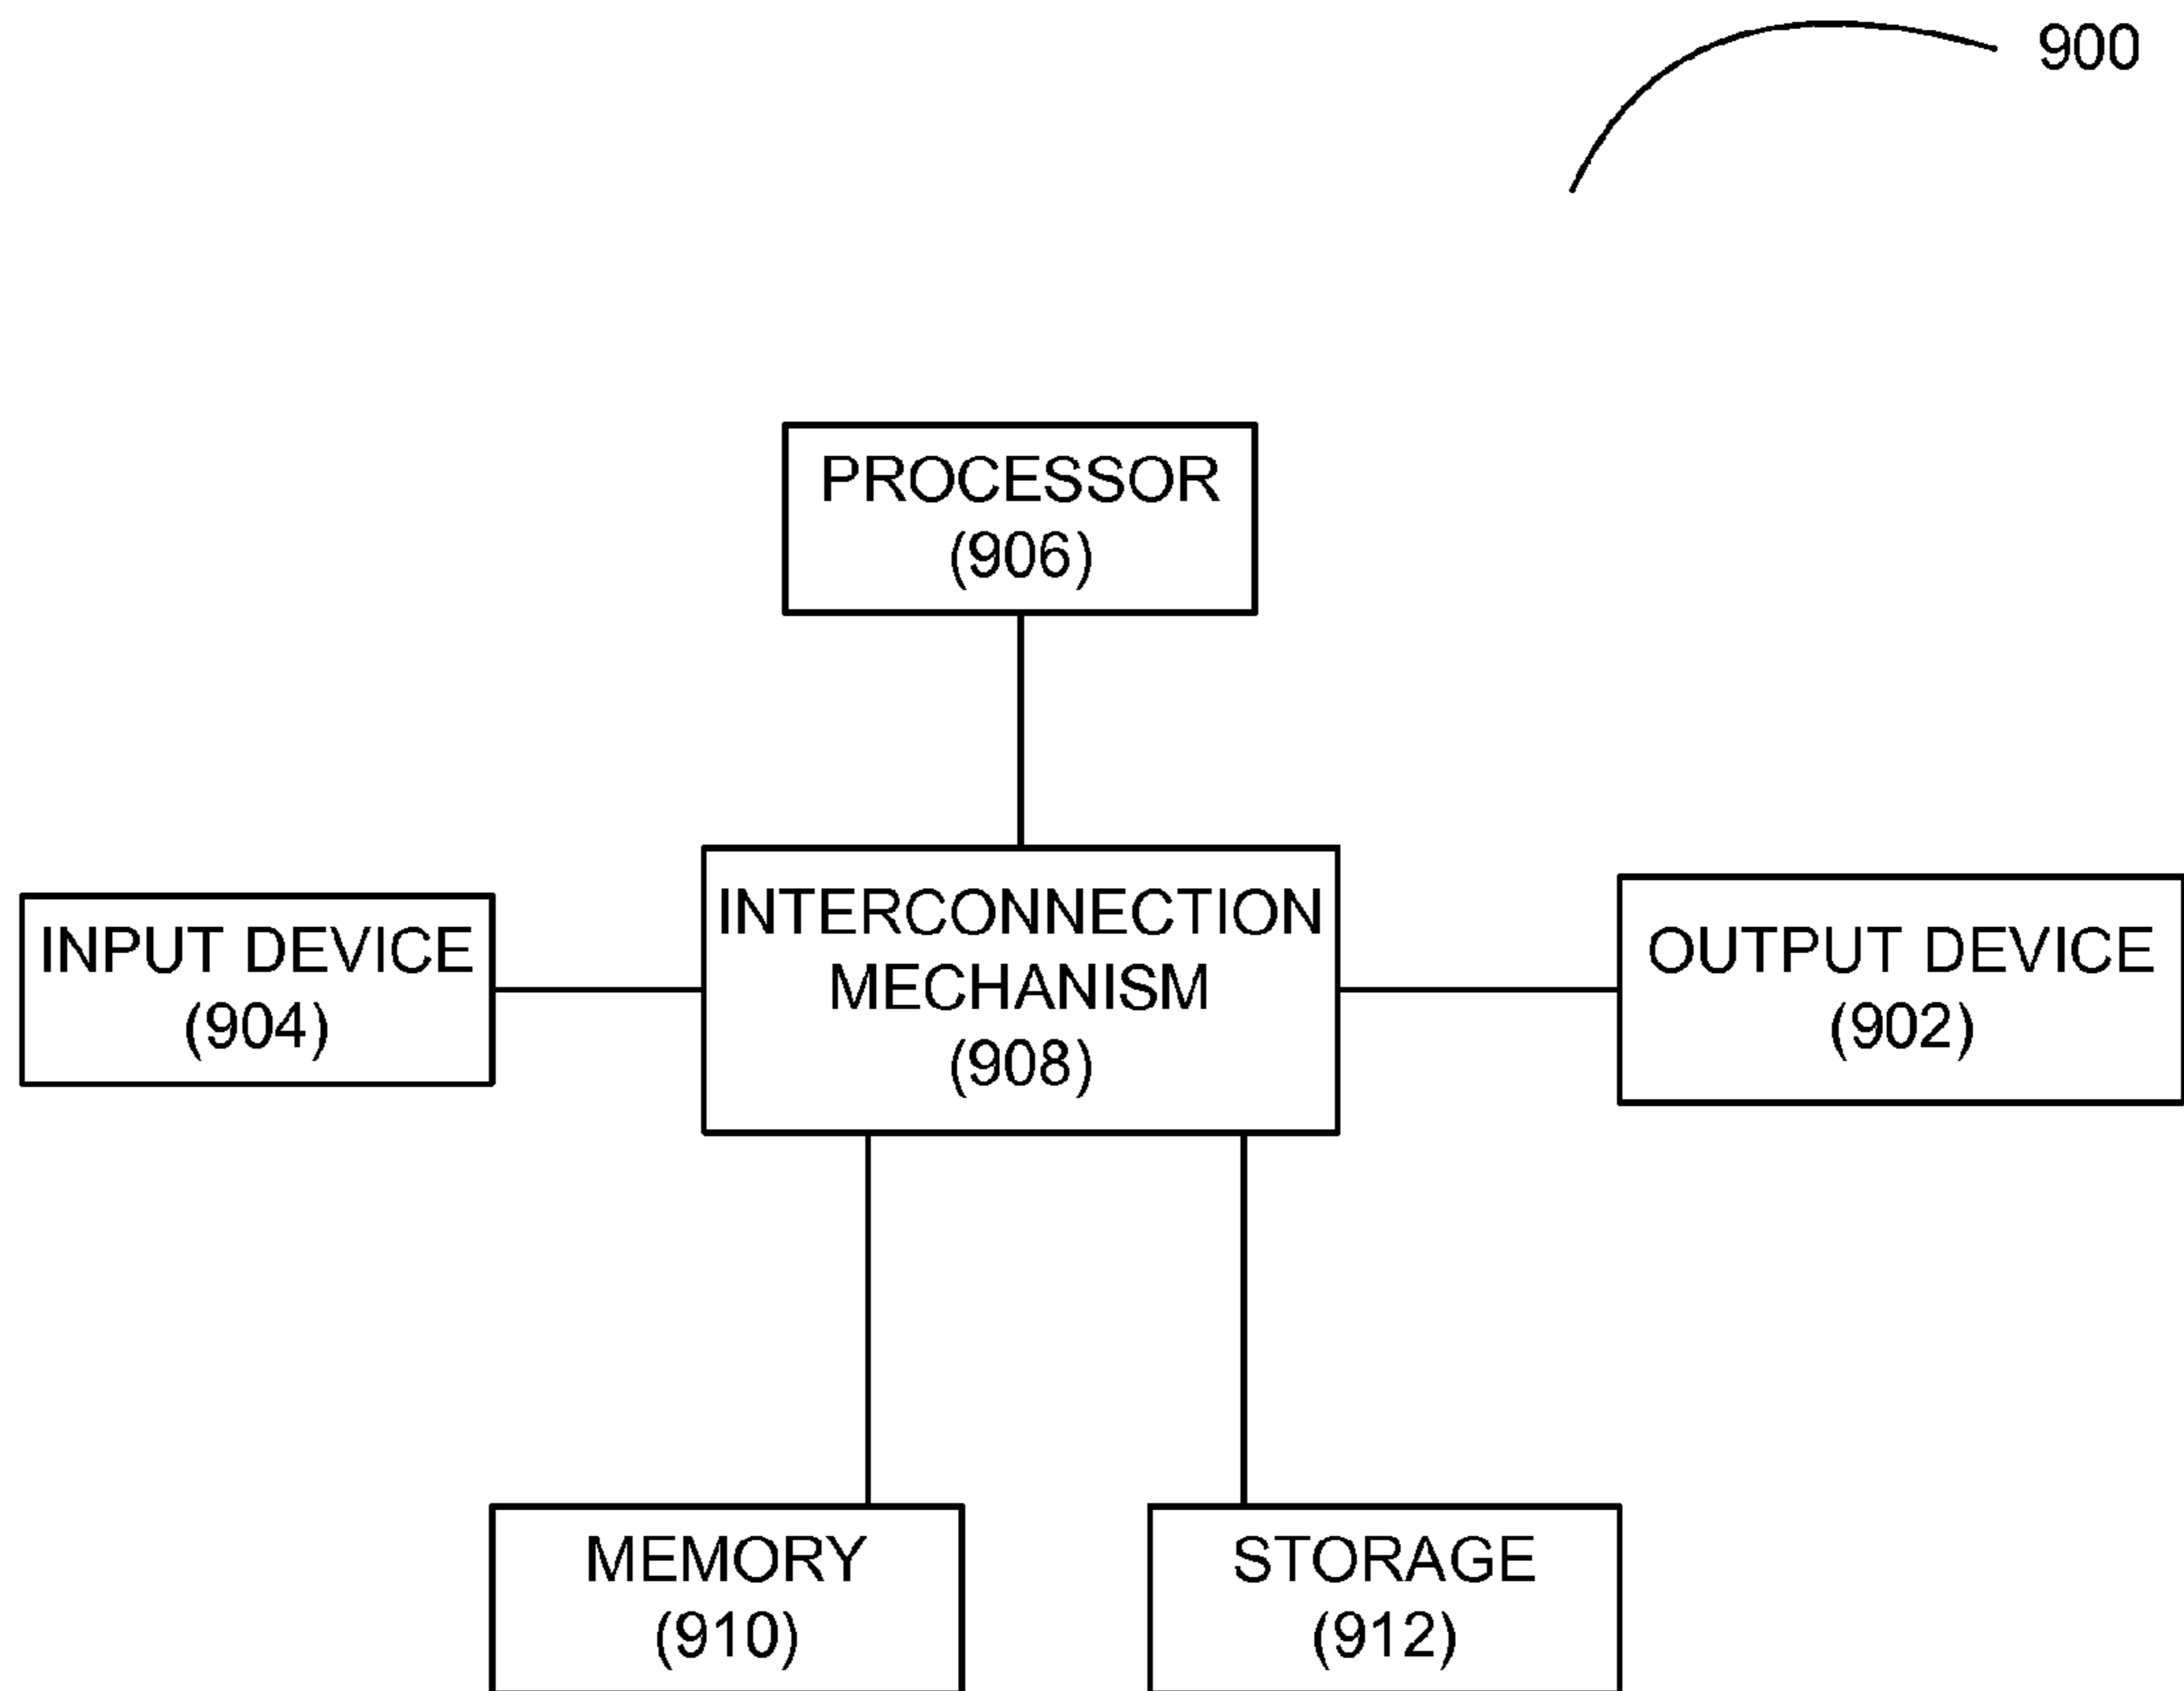 900
PROCESSOR
(906)
INPUT DEVICE
(904)
INTERCONNECTION
MECHANISM
(908)
OUTPUT DEVICE
(902)
MEMORY
(910)
STORAGE
(912)